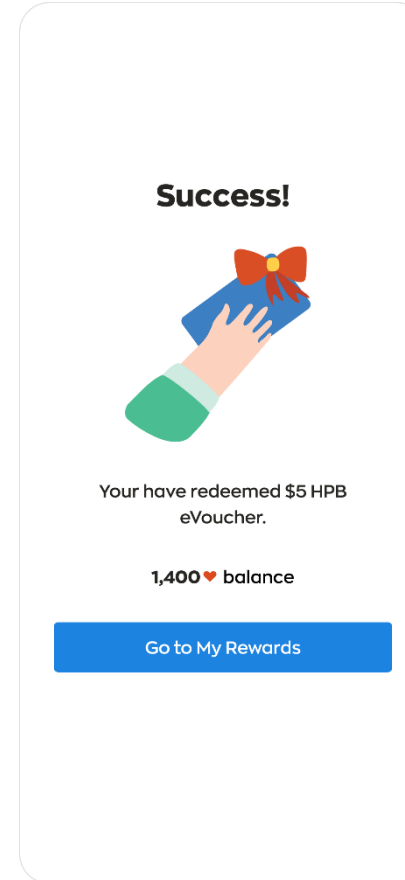 Success!
Your have redeemed $5 HPB
eVoucher.
1,400 balance
Go to My Rewards